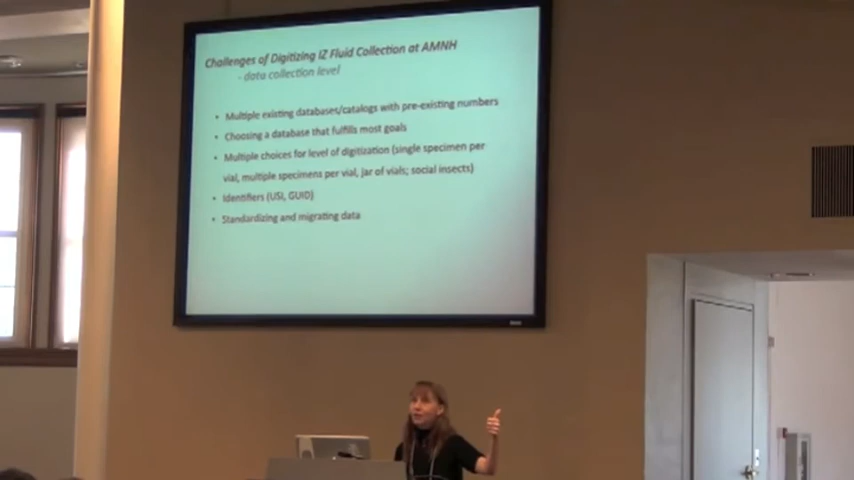 Challenges of Digitizing IZ Fluid Collection at AMNH
- data collection level
• Multiple existing databases/catalogs with pre-existing numbers
• Choosing a database that fulfills most goals
• Multiple choices for level of digitization (single specimen per
vial, multiple specimens per vial, jar of vials; social insects)
• Identifiers (USI, GUID)
• Standardizing and migrating data